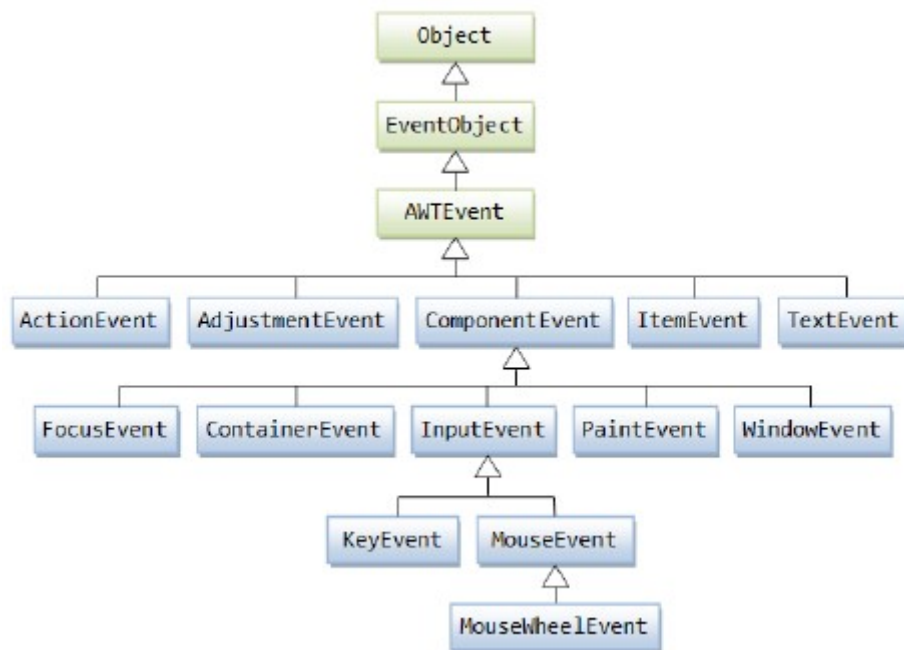 Object
EventObject
AWTEvent
ActionEvent AdjustmentEvent ComponentEvent ItemEvent TextEvent
FocusEvent ContainerEvent InputEvent PaintEvent WindowEvent
KeyEvent MouseEvent
MouseWheelEvent